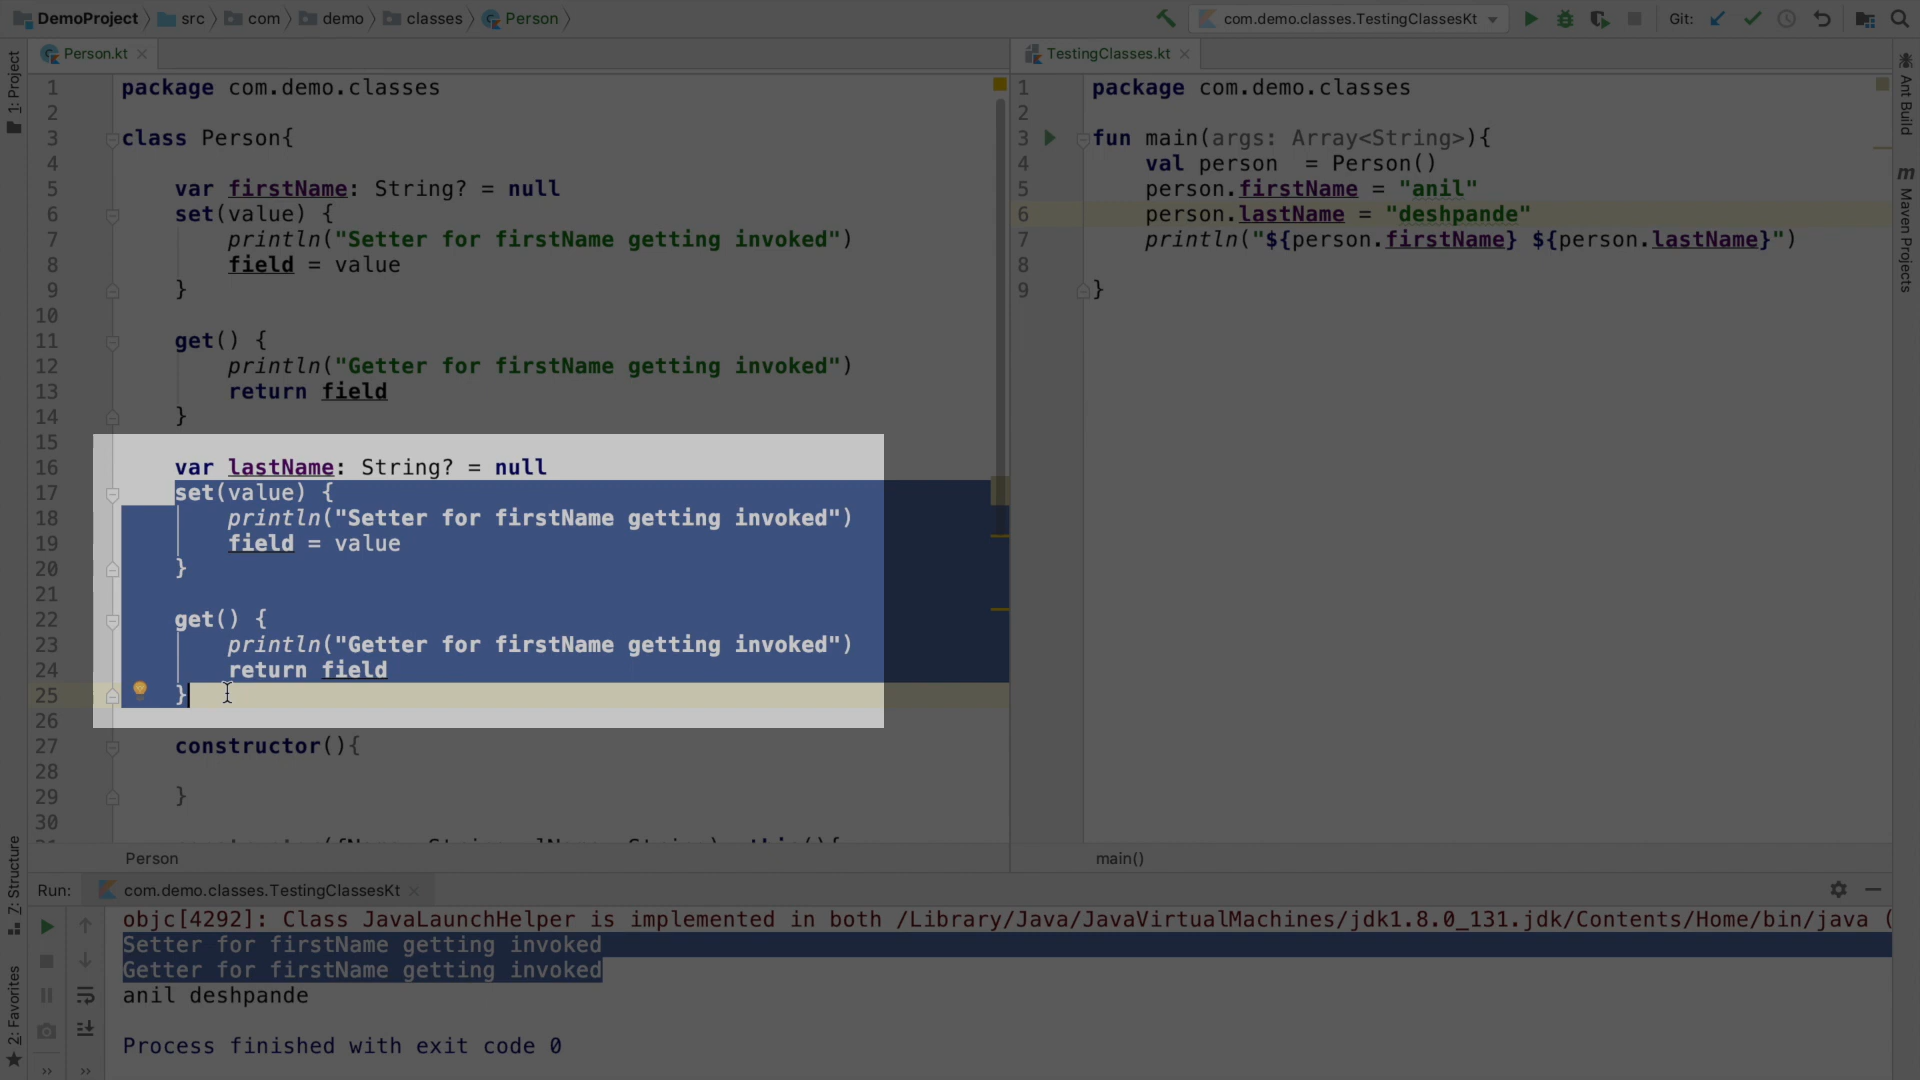 DemoProject src com demo classes Person
com.demo.classes.TestingClassesKt Git:
Person.kt
TestingClasses.kt
1: Project
Z: Structure
2: Favorites
Ant Build
m Maven Projects
1 package com.demo.classes
2
3 class Person{
4
5 var firstName: String? = null
6 set(value) {
7 println("Setter for firstName getting invoked")
8 field = value
9 }
10
11 get() {
12 println("Getter for firstName getting invoked")
13 return field
14 }
15
16 var lastName: String? = null
17 set(value) {
18 println("Setter for firstName getting invoked")
19 field = value
20 }
21
22 get() {
23 println("Getter for firstName getting invoked")
24 return field
25 }
26
27 constructor(){
28
29 }
30
Person
1 package com.demo.classes
2
3 fun main(args: Array<String>){
4 val person = Person()
5 person.firstName = "anil"
6 person.lastName = "deshpande"
7 println("${person.firstName} ${person.lastName}")
8
9 }
main()
Run: com.demo.classes.TestingClassesKt
objc[4292]: Class JavaLaunchHelper is implemented in both /Library/Java/JavaVirtualMachines/jdk1.8.0_131.jdk/Contents/Home/bin/java (
Setter for firstName getting invoked
Getter for firstName getting invoked
anil deshpande
Process finished with exit code 0